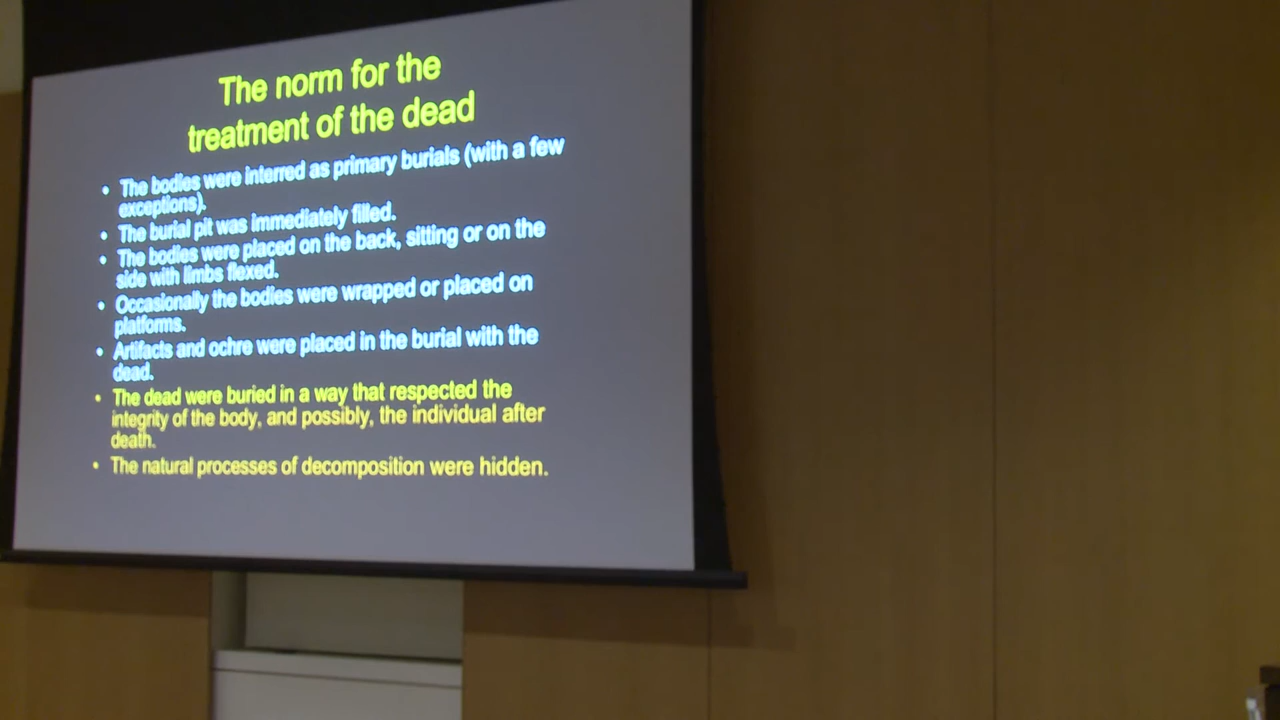 The norm for the
treatment of the dead
• The bodies were interred as primary burials (with a few
exceptions).
• The burial pit was immediately filled.
• The bodies were placed on the back, sitting or on the
side with limbs flexed.
• Occasionally the bodies were wrapped or placed on
platforms.
• Artifacts and ochre were placed in the burial with the
dead.
• The dead were buried in a way that respected the
integrity of the body, and possibly, the individual after
death.
• The natural processes of decomposition were hidden.